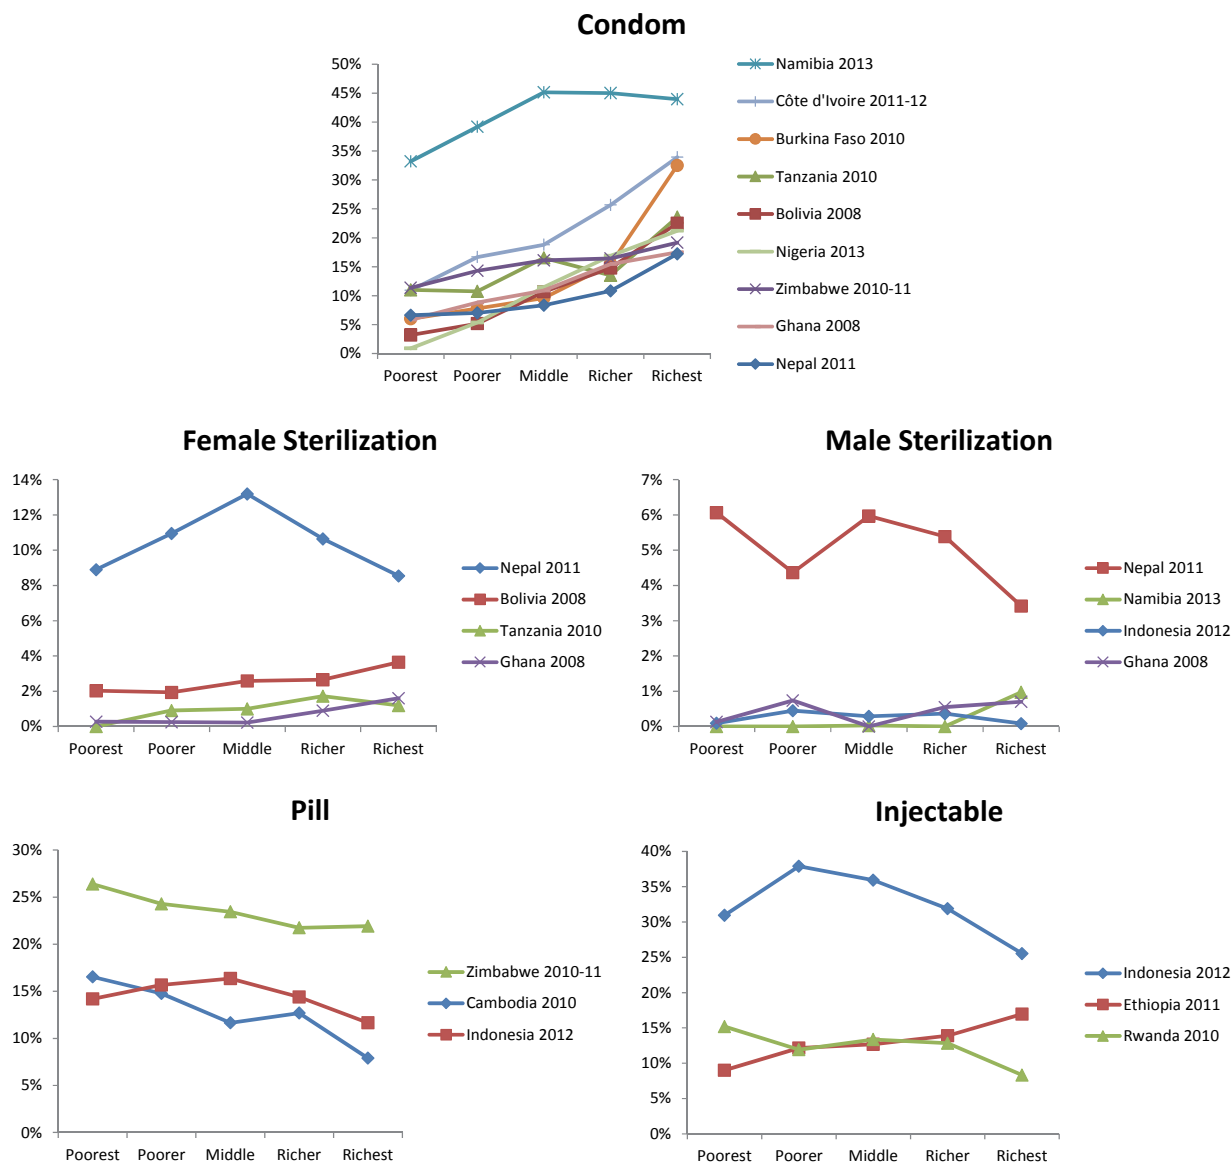 Condom
50%
45%
40%
35%
30%
25%
20%
15%
10%
5%
0%
Poorest Poorer Middle Richer Richest
Namibia 2013
Côte d'Ivoire 2011-12
Burkina Faso 2010
Tanzania 2010
Bolivia 2008
Nigeria 2013
Zimbabwe 2010-11
Ghana 2008
Nepal 2011
Female Sterilization
14%
12%
10%
8%
6%
4%
2%
0%
Poorest Poorer Middle Richer Richest
Nepal 2011
Bolivia 2008
Tanzania 2010
Ghana 2008
Male Sterilization
7%
6%
5%
4%
3%
2%
1%
0%
Poorest Poorer Middle Richer Richest
Nepal 2011
Namibia 2013
Indonesia 2012
Ghana 2008
Pill
30%
25%
20%
15%
10%
5%
0%
Poorest Poorer Middle Richer Richest
Zimbabwe 2010-11
Cambodia 2010
Indonesia 2012
Injectable
40%
35%
30%
25%
20%
15%
10%
5%
0%
Poorest Poorer Middle Richer Richest
Indonesia 2012
Ethiopia 2011
Rwanda 2010